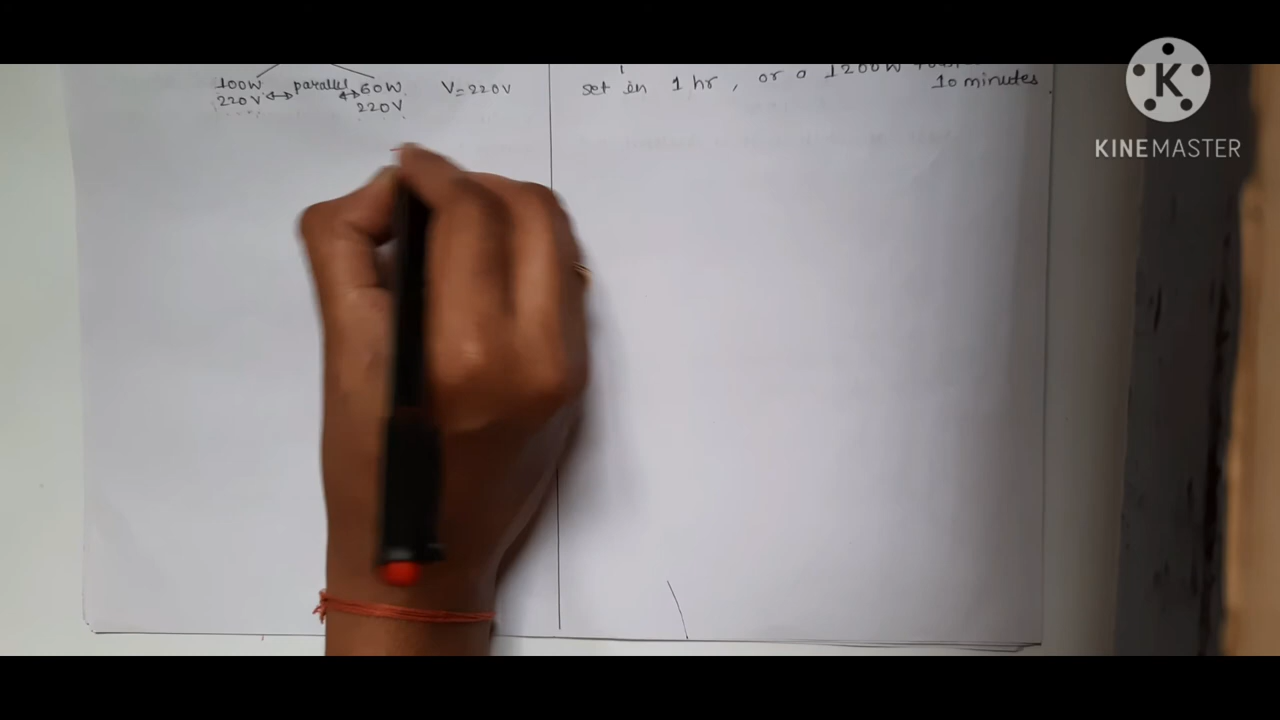 100W parallel 60W V=220V
220V 220V
or a 1200W
set in 1 hr, 10 minutes.
K
KINEMASTER